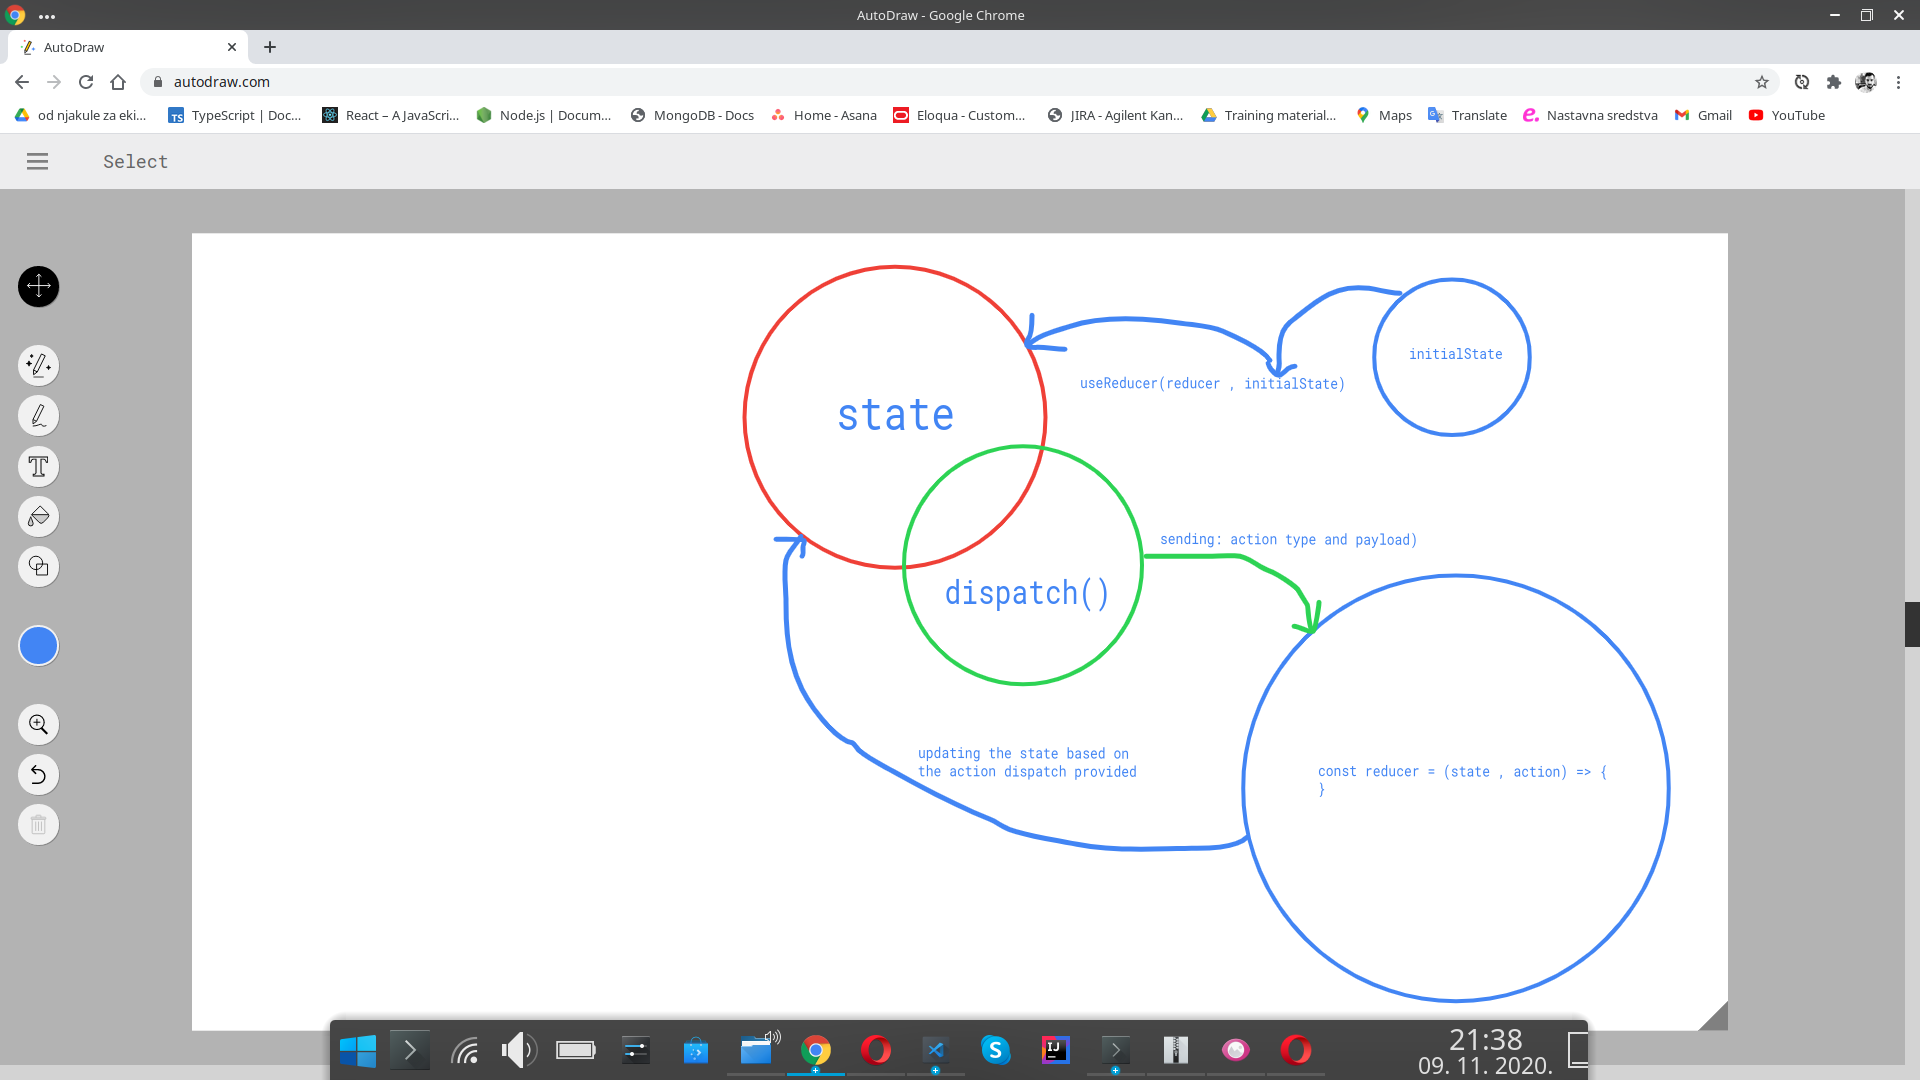 AutoDraw - Google Chrome
AutoDraw
autodraw.com
od njakule za eki...
TypeScript | Doc...
React – A JavaScri...
Node.js | Docum...
MongoDB - Docs
Home - Asana
Eloqua - Custom...
JIRA - Agilent Kan...
Training material...
Maps
Translate
Nastavna sredstva
Gmail
YouTube
Select
initialState
useReducer(reducer , initialState)
state
sending: action type and payload)
dispatch()
updating the state based on
the action dispatch provided
const reducer = (state , action) => {
}
21:38
09. 11. 2020.